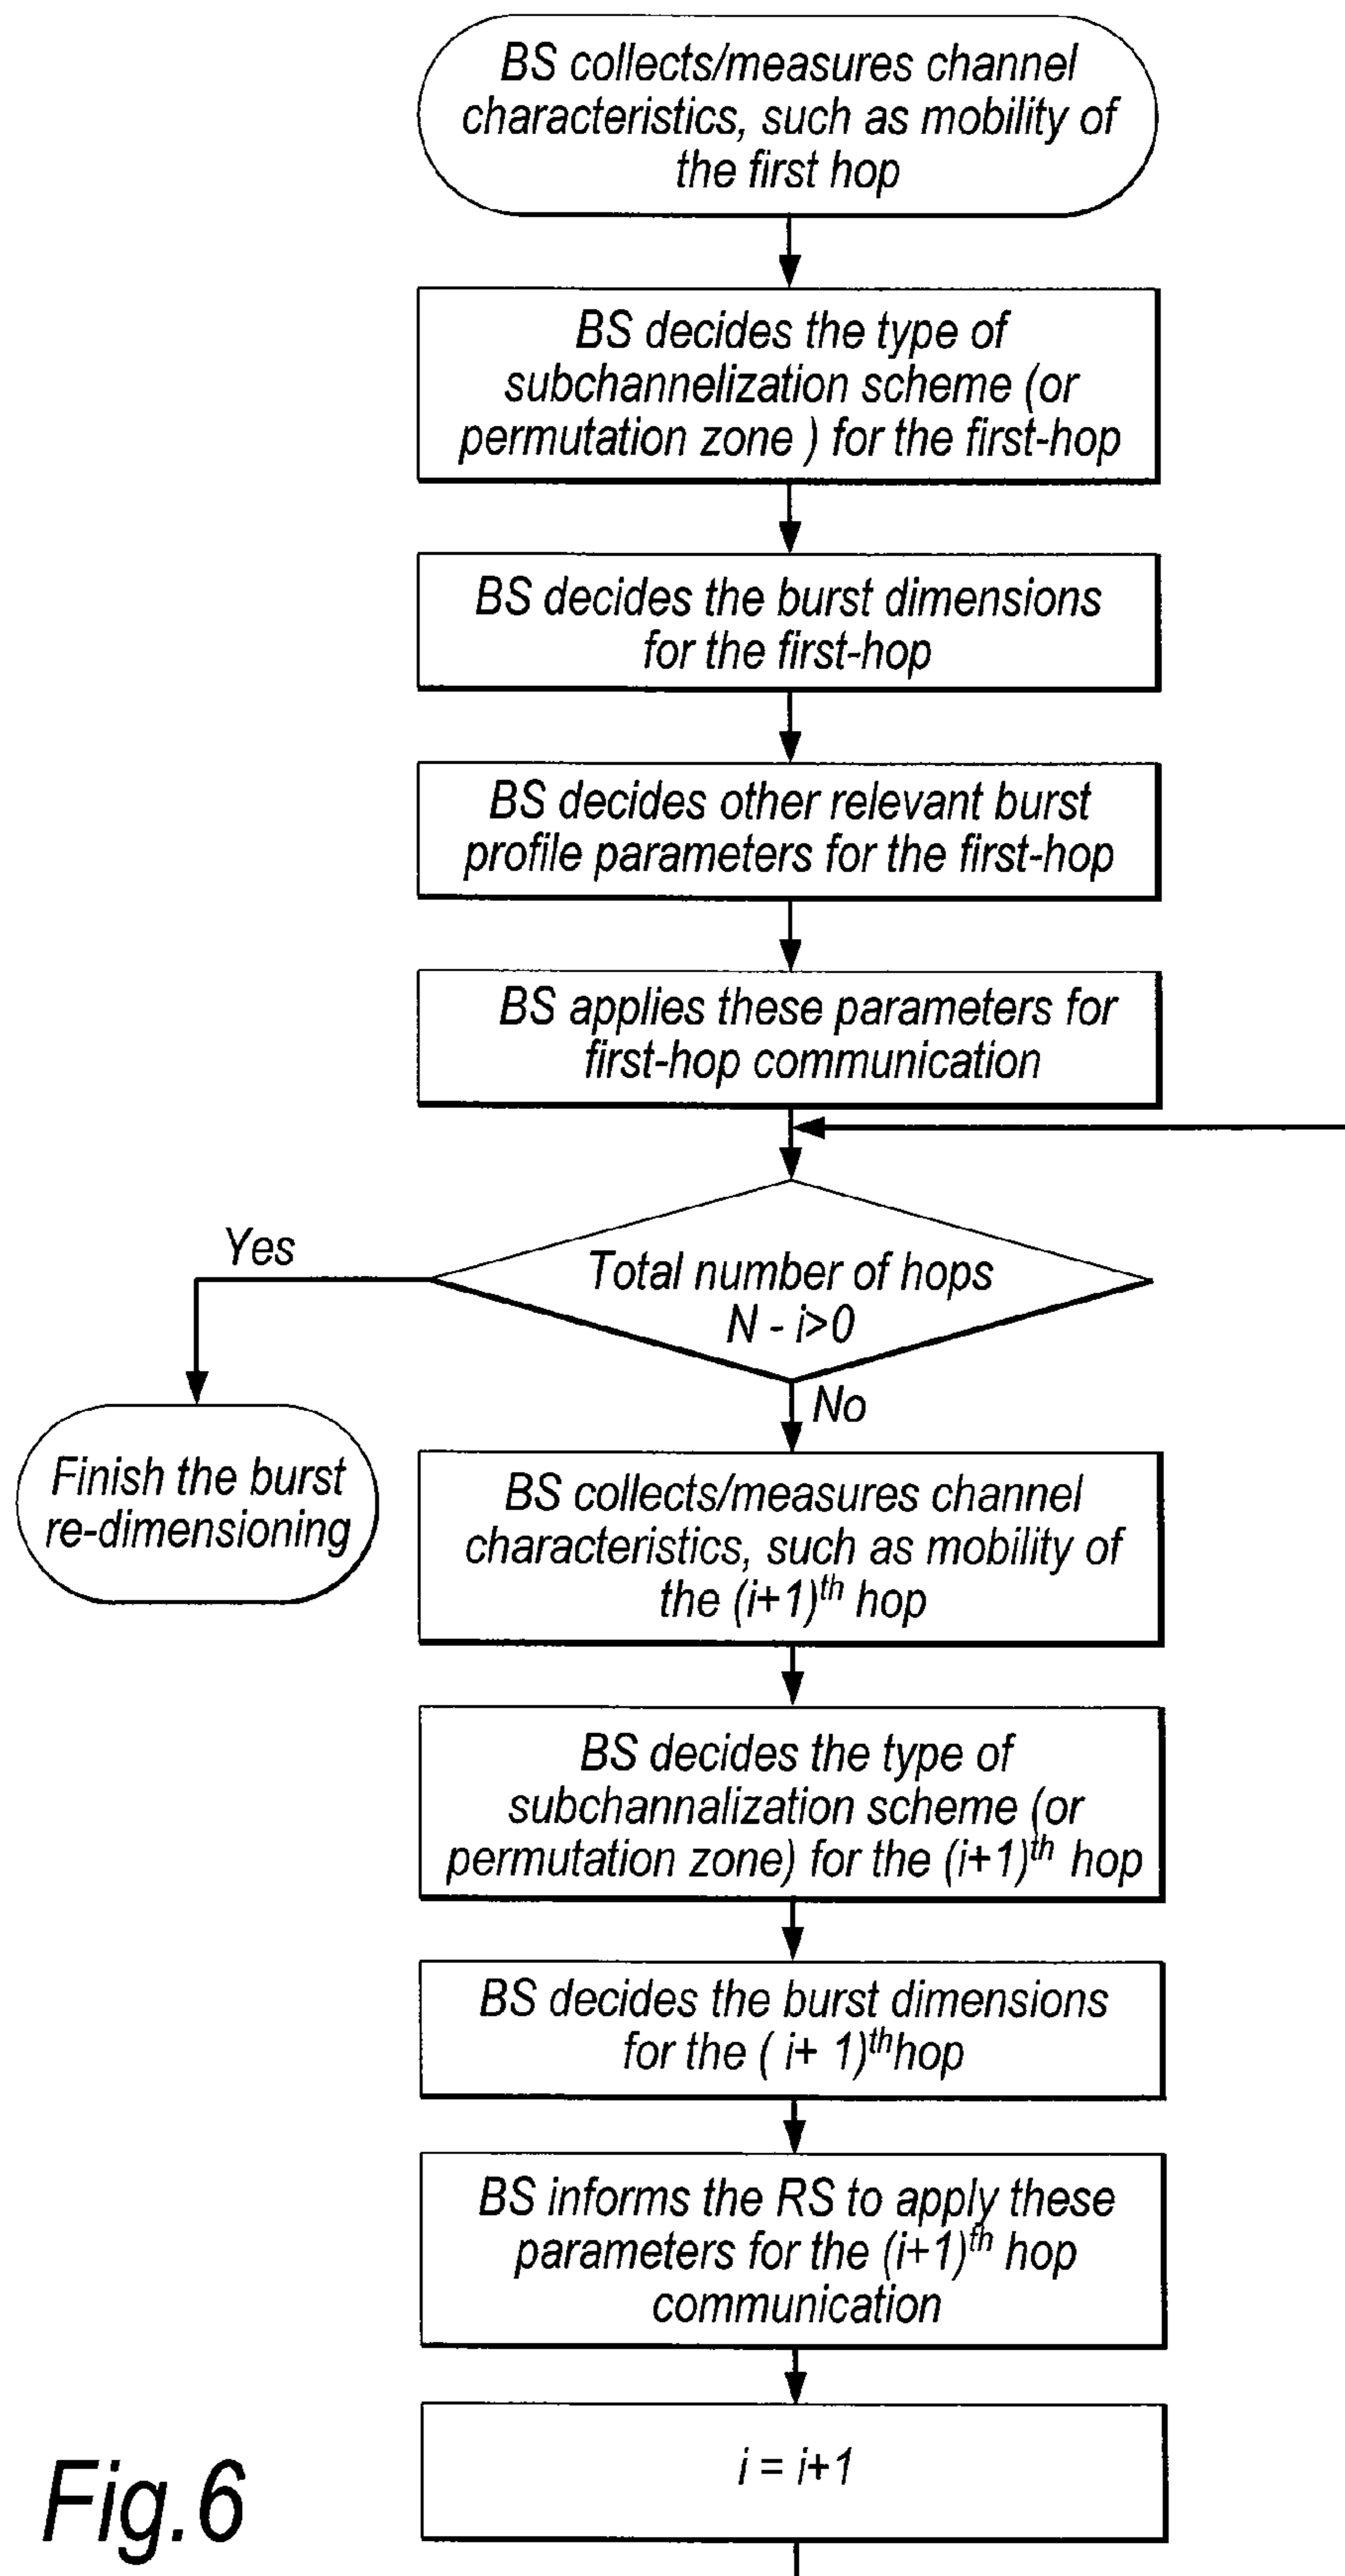 BS collects/measures channel
characteristics, such as mobility of
the first hop
BS decides the type of
subchannelization scheme (or
permutation zone ) for the first-hop
BS decides the burst dimensions
for the first-hop
BS decides other relevant burst
profile parameters for the first-hop
BS applies these parameters for
first-hop communication
Total number of hops
N - i>0
Yes
No
Finish the burst
re-dimensioning
BS collects/measures channel
characteristics, such as mobility of
the (i+1)th hop
BS decides the type of
subchannalization scheme (or
permutation zone) for the (i+1)th hop
BS decides the burst dimensions
for the ( i+ 1)th hop
BS informs the RS to apply these
parameters for the (i+1)th hop
communication
i = i+1
Fig.6